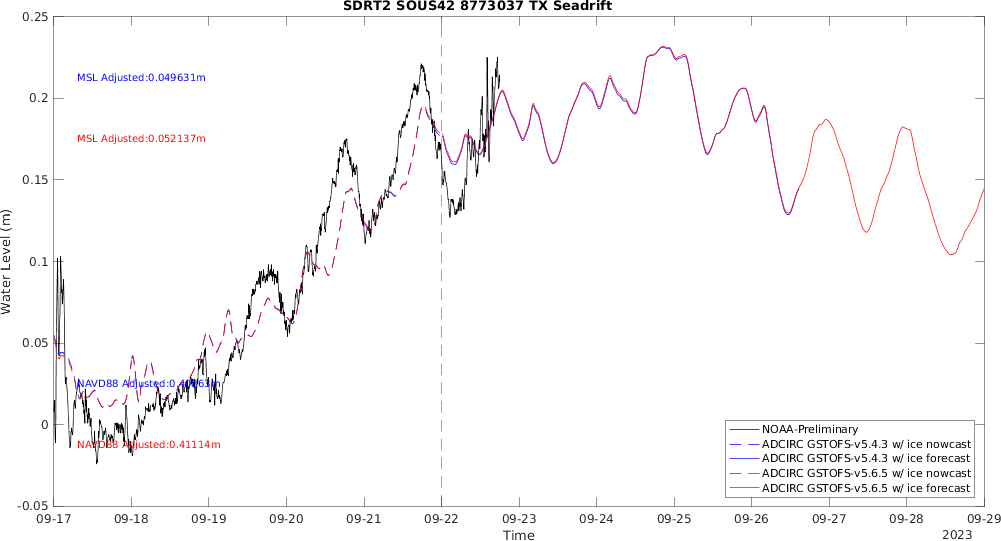 SDRT2 SOUS42 8773037 TX Seadrift
0.25
0.2
0.15
0.1
0.05
0
-0.05
Water Level (m)
MSL Adjusted:0.049631m
MSL Adjusted:0.052137m
NAVD88 Adjusted:
NAVD88 Adjusted:0.41114m
NOAA-Preliminary
ADCIRC GSTOFS-v5.4.3 w/ ice nowcast
ADCIRC GSTOFS-v5.4.3 w/ ice forecast
ADCIRC GSTOFS-v5.6.5 w/ ice nowcast
ADCIRC GSTOFS-v5.6.5 w/ ice forecast
09-17 09-18 09-19 09-20 09-21 09-22 09-23 09-24 09-25 09-26 09-27 09-28 09-29
Time
2023